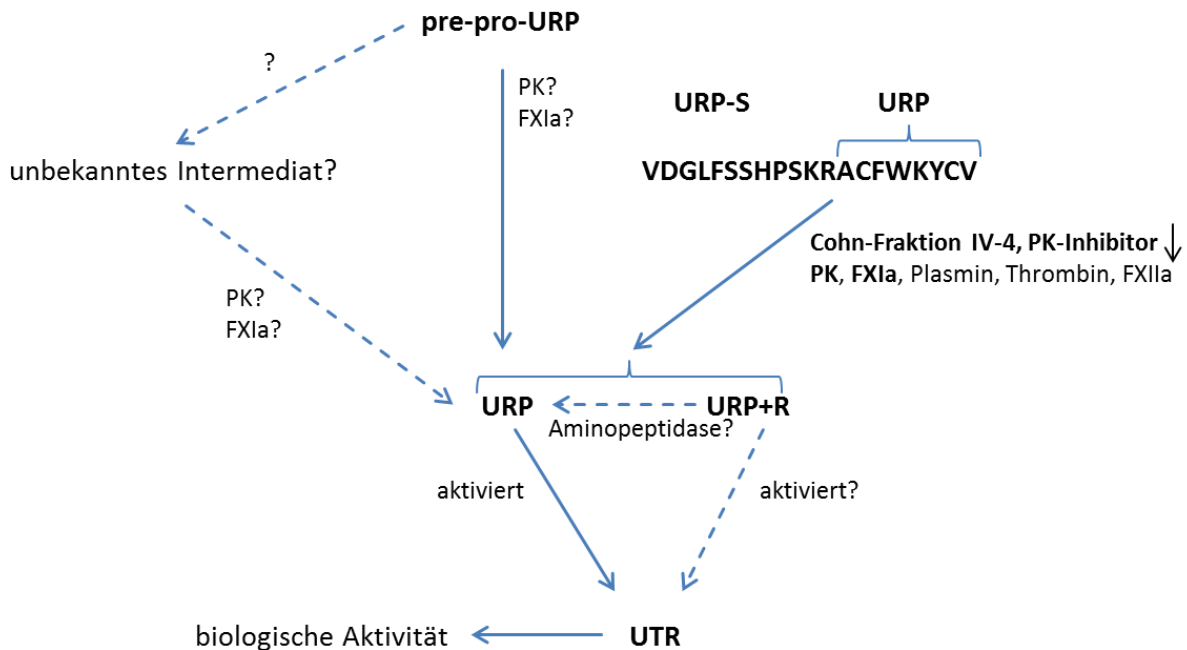 pre-pro-URP
?
PK?
FXIa?
URP-S
URP
unbekanntes Intermediat?
VDGLFSSHPSKRACFWKYCV
Cohn-Fraktion IV-4, PK-Inhibitor
PK, FXIa, Plasmin, Thrombin, FXIIa
PK?
FXIa?
URP
URP+R
Aminopeptidase?
aktiviert
aktiviert?
biologische Aktivität
UTR